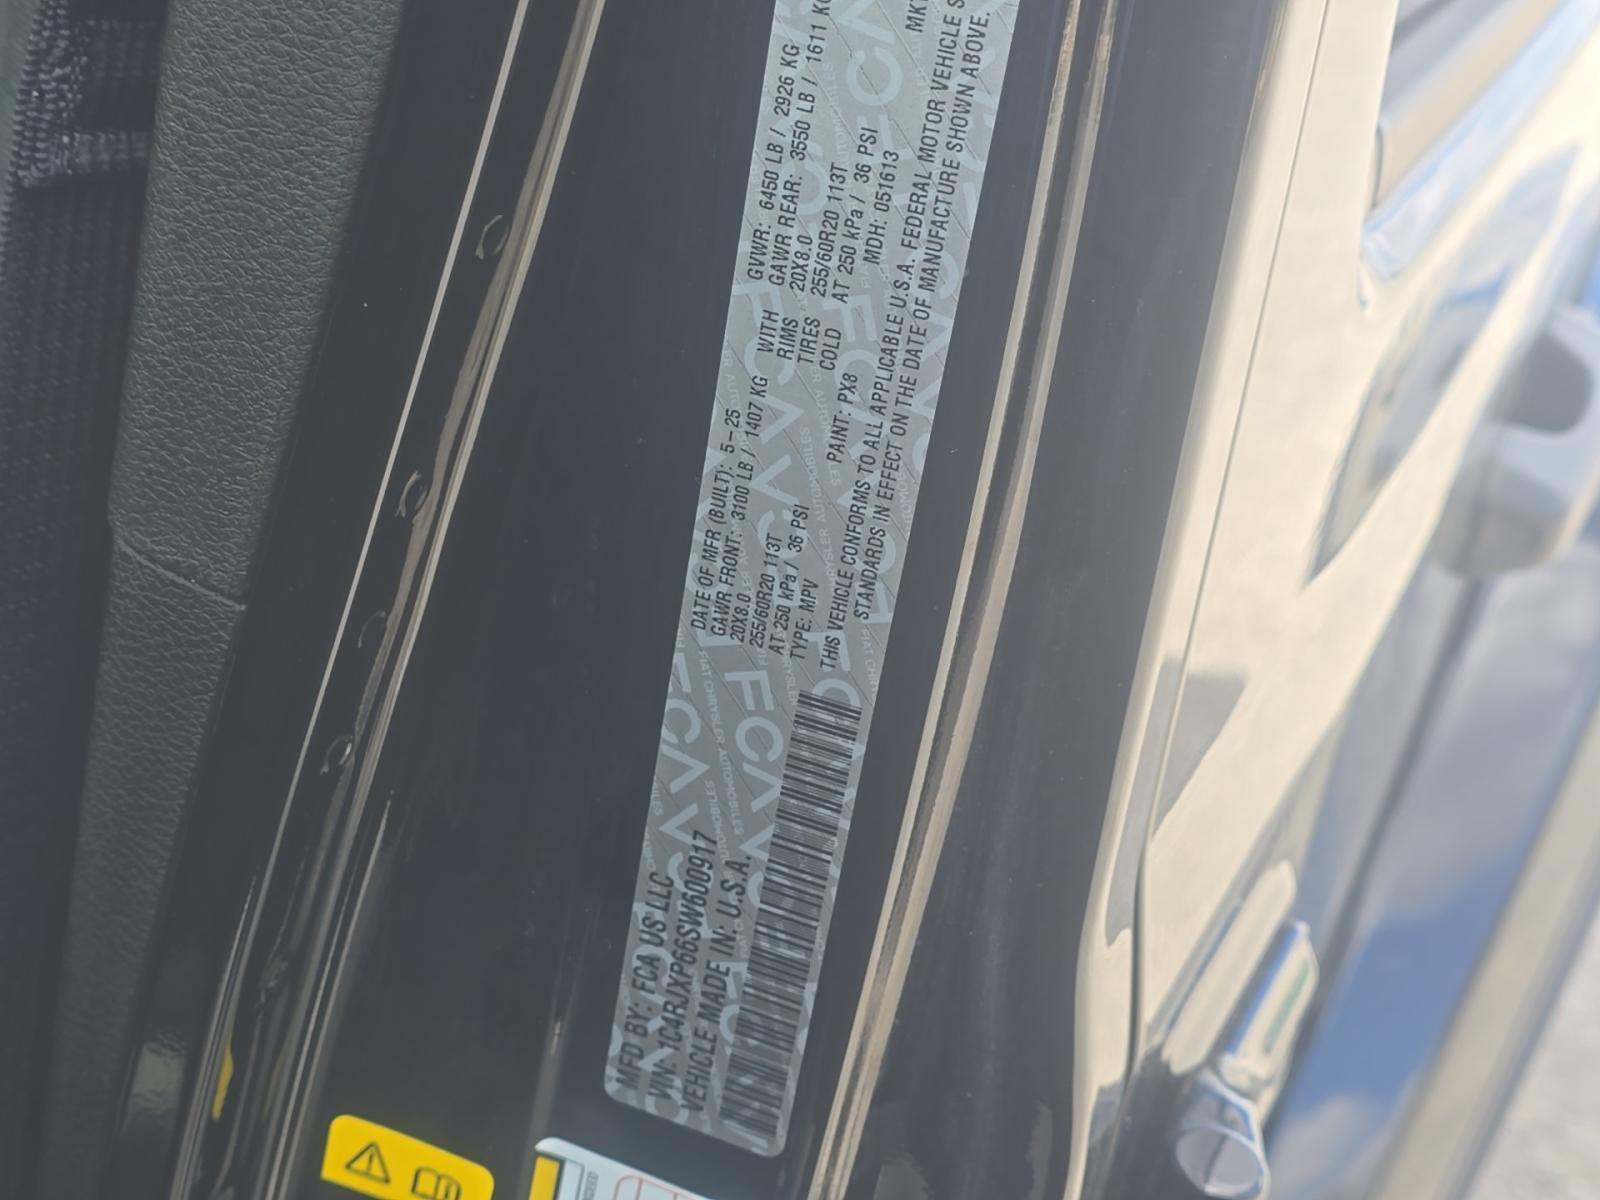 MFD BY: FCA US LLC
VIN: 1C4RJXP66SW600917
VEHICLE MADE IN: U.S.A.
DATE OF MFR (BUILT): 5-25 GVWR: 6450 LB / 2926 KG
GAWR FRONT: 3100 LB / 1407 KG WITH GAWR REAR: 3550 LB / 1611 KG
20X8.0 RIMS 20X8.0
255/60R20 113T TIRES 255/60R20 113T
AT 250 kPa / 36 PSI COLD AT 250 kPa / 36 PSI
TYPE: MPV PAINT: PX8 MDH: 051613
THIS VEHICLE CONFORMS TO ALL APPLICABLE U.S.A. FEDERAL MOTOR VEHICLE
STANDARDS IN EFFECT ON THE DATE OF MANUFACTURE SHOWN ABOVE.